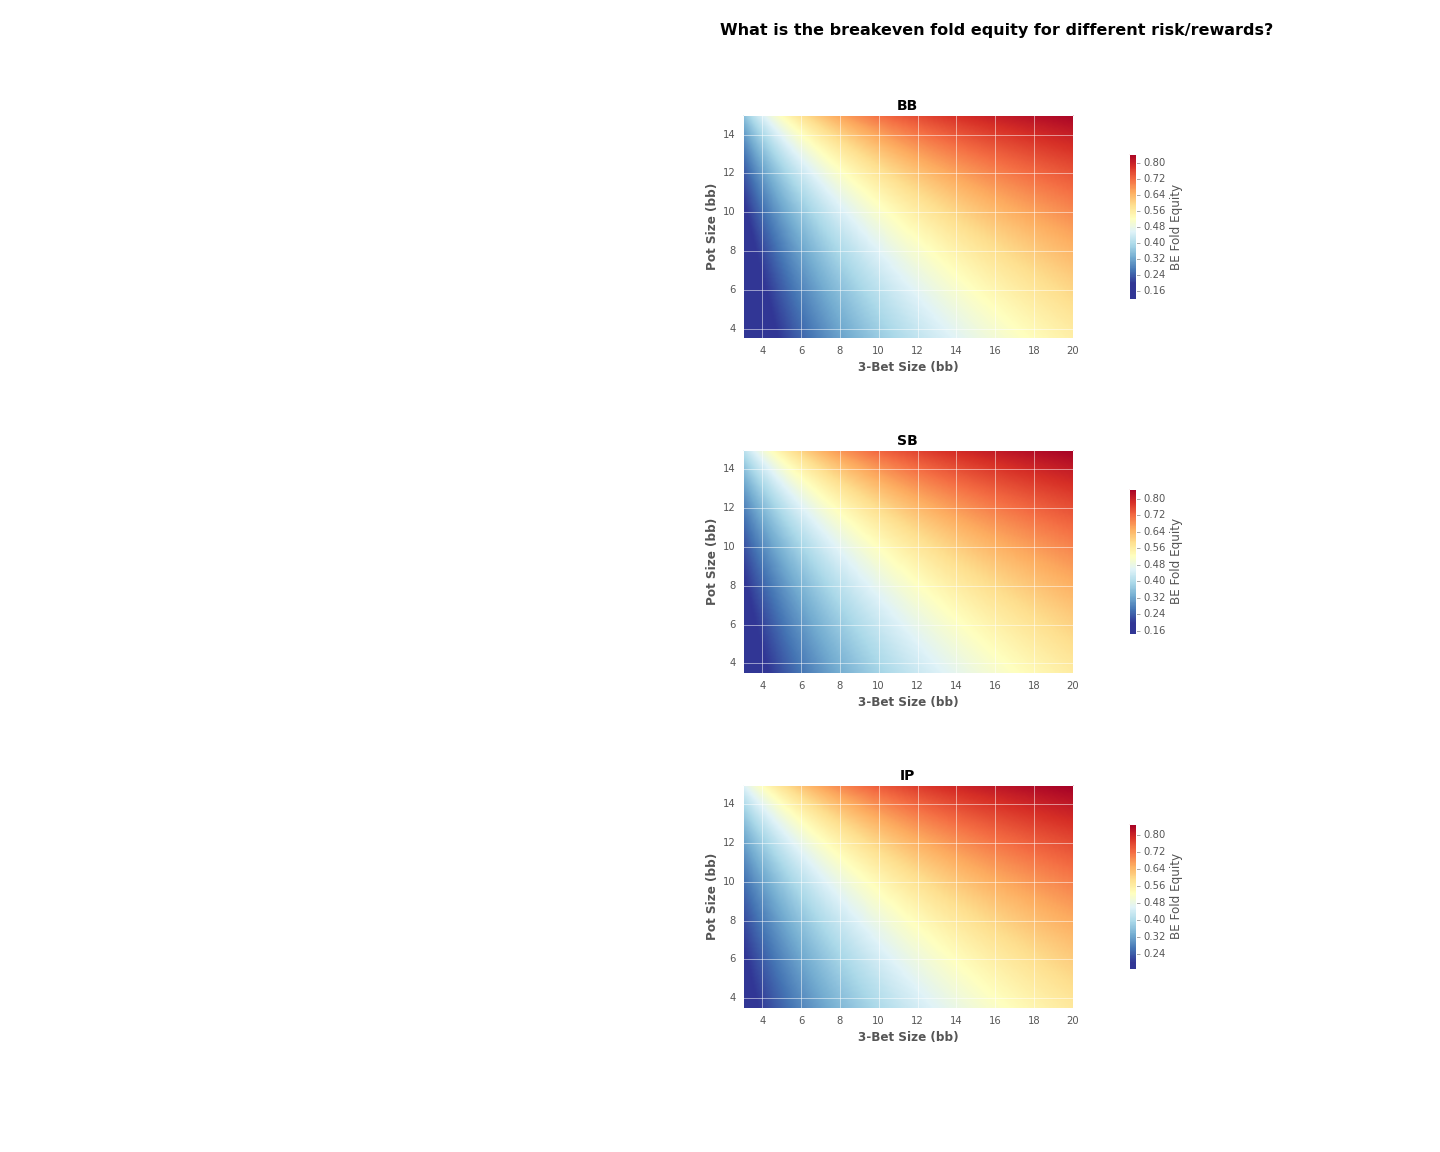 What is the breakeven fold equity for different risk/rewards?
BB
14
12
10
8
6
4
Pot Size (bb)
4 6 8 10 12 14 16 18 20
3-Bet Size (bb)
0.80
0.72
0.64
0.56
0.48
0.40
0.32
0.24
0.16
BE Fold Equity
SB
14
12
10
8
6
4
Pot Size (bb)
4 6 8 10 12 14 16 18 20
3-Bet Size (bb)
0.80
0.72
0.64
0.56
0.48
0.40
0.32
0.24
0.16
BE Fold Equity
IP
14
12
10
8
6
4
Pot Size (bb)
4 6 8 10 12 14 16 18 20
3-Bet Size (bb)
0.80
0.72
0.64
0.56
0.48
0.40
0.32
0.24
BE Fold Equity